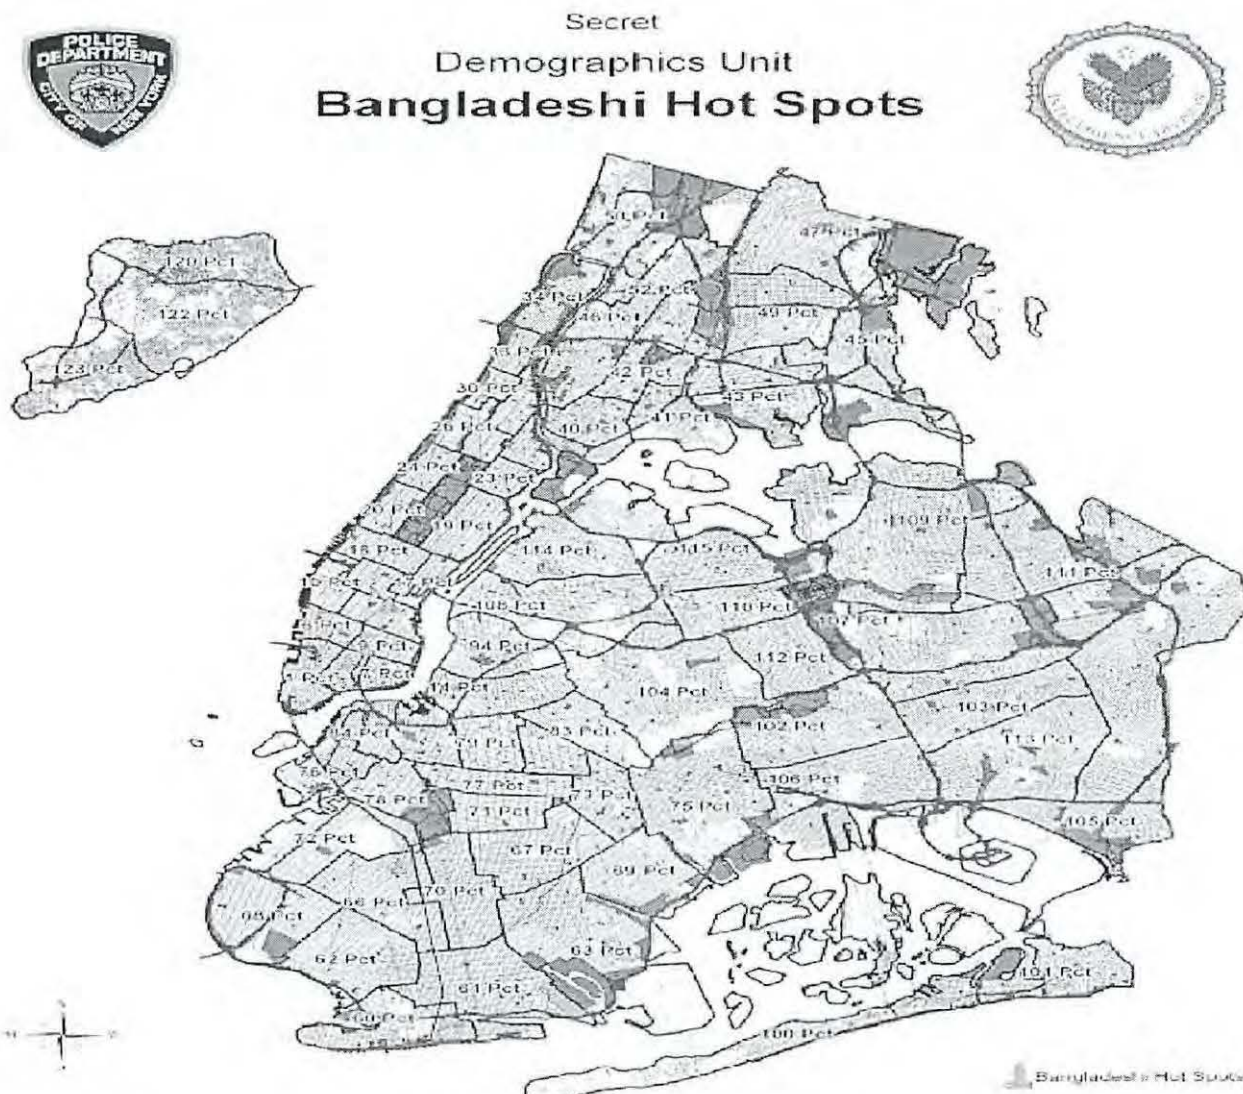 Secret
Demographics Unit
Bangladeshi Hot Spots
POLICE
DEPARTMENT
CITY OF
NEW YORK
47 Pct
120 Pct
52 Pct
34 Pct
122 Pct
46 Pct
49 Pct
45 Pct
33 Pct
123 Pct
42 Pct
30 Pct
43 Pct
41 Pct
40 Pct
24 Pct
23 Pct
20 Pct
19 Pct
109 Pct
18 Pct
114 Pct
115 Pct
111 Pct
108 Pct
110 Pct
107 Pct
94 Pct
112 Pct
104 Pct
103 Pct
102 Pct
83 Pct
113 Pct
79 Pct
76 Pct
77 Pct
106 Pct
78 Pct
73 Pct
75 Pct
71 Pct
105 Pct
72 Pct
67 Pct
69 Pct
70 Pct
66 Pct
68 Pct
62 Pct
63 Pct
101 Pct
61 Pct
60 Pct
100 Pct
Bangladeshi Hot Spots